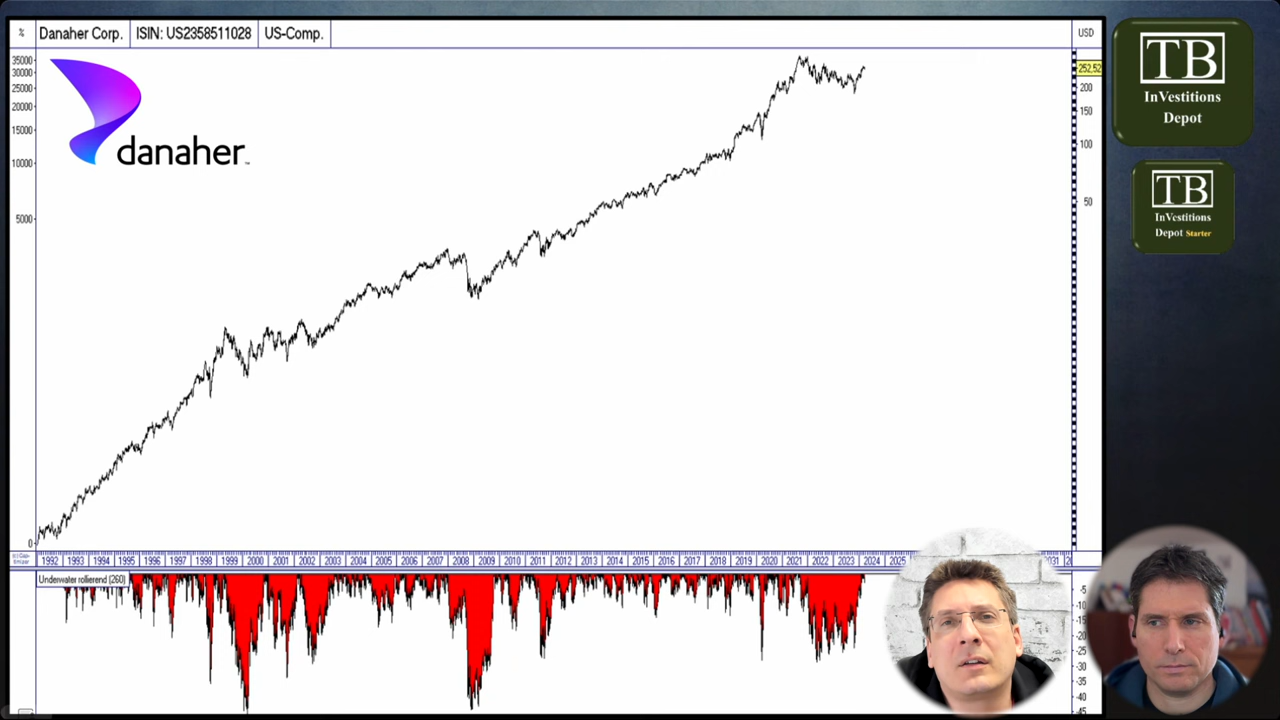 % Danaher Corp. ISIN: US2358511028 US-Comp. USD
danaher
TB
InVestitions
Depot
TB
InVestitions
Depot Starter
35000
30000
25000
20000
15000
10000
5000
0
252,52
200
150
100
50
1992 1993 1994 1995 1996 1997 1998 1999 2000 2001 2002 2003 2004 2005 2006 2007 2008 2009 2010 2011 2012 2013 2014 2015 2016 2017 2018 2019 2020 2021 2022 2023 2024 2025
Underwater rollierend (260)
-5
-10
-15
-20
-25
-30
-35
-40
-45